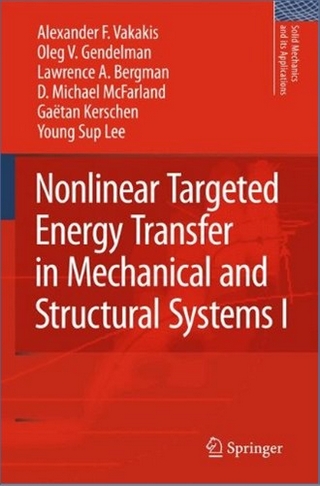 Alexander F. Vakakis
Oleg V. Gendelman
Lawrence A. Bergman
D. Michael McFarland
Gaëtan Kerschen
Young Sup Lee
Solid Mechanics
and its Applications
Nonlinear Targeted
Energy Transfer
in Mechanical and
Structural Systems I
Springer